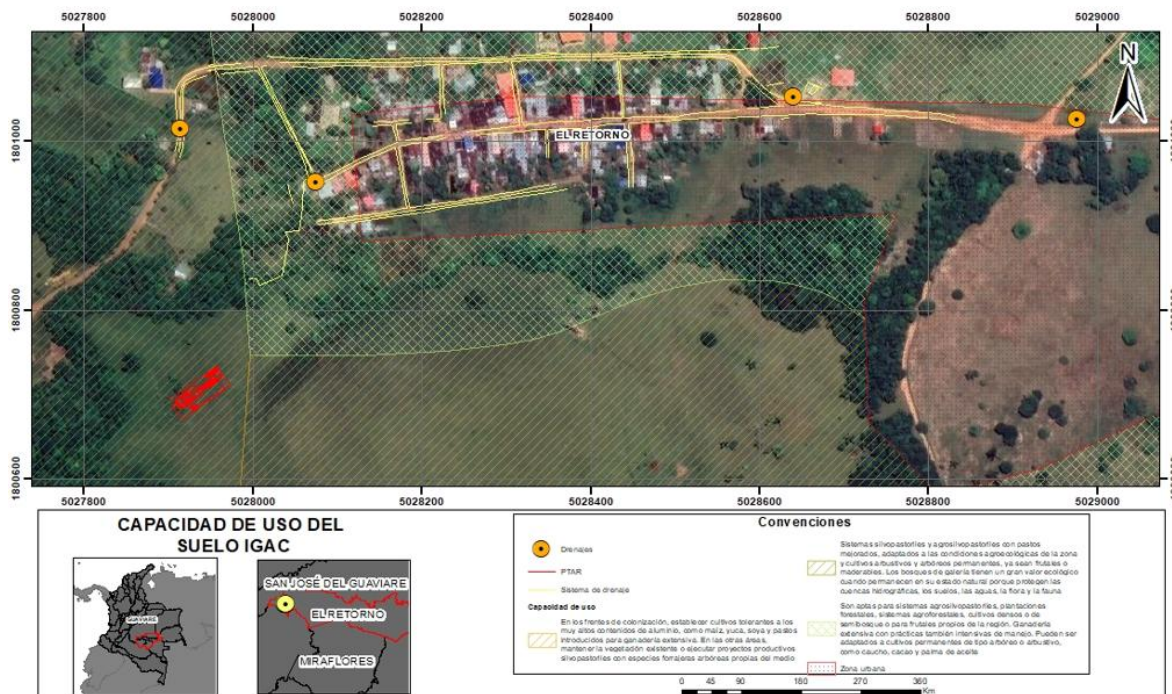 5027800 5028000 5028200 5028400 5028600 5028800 5029000
N
1801000
EL RETORNO
1800800
1800600
5027800 5028000 5028200 5028400 5028600 5028800 5029000
CAPACIDAD DE USO DEL
SUELO IGAC
GUAVIARE
SAN JOSÉ DEL GUAVIARE
EL RETORNO
MIRAFLORES
Convenciones
Drenajes
PTAR
Sistema de drenaje
Capacidad de uso
En los frentes de colonización, establecer cultivos tolerantes a los
muy altos contenidos de aluminio, como maíz, yuca, soya y pastos
introducidos para ganadería extensiva. En las otras áreas,
mantener la vegetación existente o ejecutar proyectos productivos
silvopastoriles con especies forrajeras arbóreas propias del medio
Sistemas silvopastoriles y agrosilvopastoriles con pastos
mejorados, adaptados a las condiciones agroecológicas de la zona
y cultivos arbustivos y arbóreos permanentes, ya sean frutales o
maderables. Los bosques de galería tienen un gran valor ecológico
cuando permanecen en su estado natural porque protegen las
cuencas hidrográficas, los suelos, las aguas, la flora y la fauna
Son aptas para sistemas agrosilvopastoriles, plantaciones
forestales, sistemas agroforestales, cultivos densos o de
semibosque o para frutales propios de la región. Ganadería
extensiva con prácticas también intensivas de manejo. Pueden ser
adaptados a cultivos permanentes de tipo arbóreo o arbustivo,
como caucho, cacao y palma de aceite
Zona urbana
0 45 90 180 270 360
Km